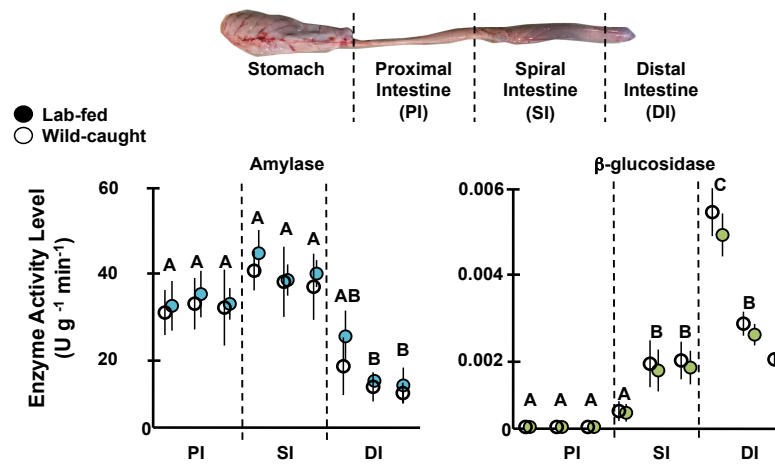 Stomach
Proximal Intestine (PI)
Spiral Intestine (SI)
Distal Intestine (DI)
Lab-fed
Wild-caught
Enzyme Activity Level
(U g -1 min-1)
Amylase
60
40
20
0
A A A
A A A
AB B B
PI SI DI
β-glucosidase
0.006
0.004
0.002
0
A A A
A B B
C B
PI SI DI